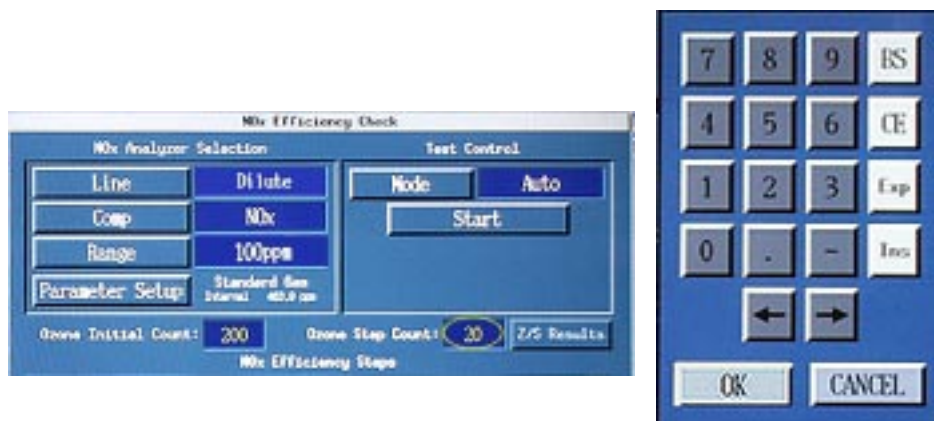 NOx Efficiency Check
NOx Analyzer Selection
Test Control
Line Dilute
Mode Auto
Comp NOx
Start
Range 100ppm
Parameter Setup
Standard Gas
Internal ppm
Ozone Initial Count: 200
Ozone Step Count: 20
Z/S Results
NOx Efficiency Steps
7 8 9 BS
4 5 6 CE
1 2 3 Exp
0 . - Ins
← →
OK CANCEL